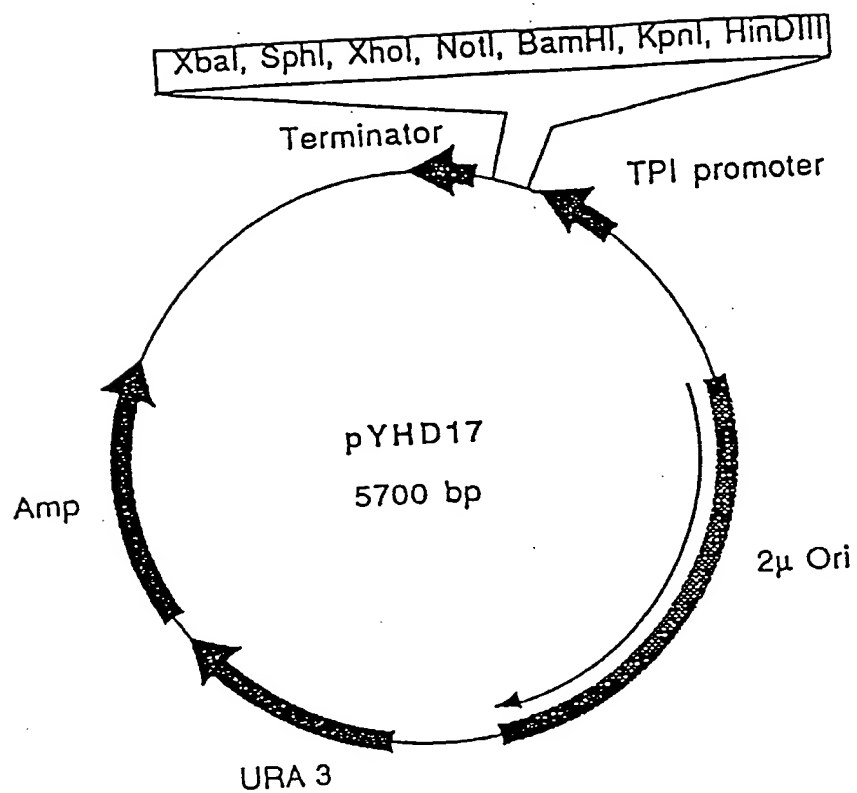 XbaI, SphI, XhoI, NotI, BamHI, KpnI, HinDIII
Terminator
TPI promoter
pYHD17
5700 bp
Amp
2μ Ori
URA 3